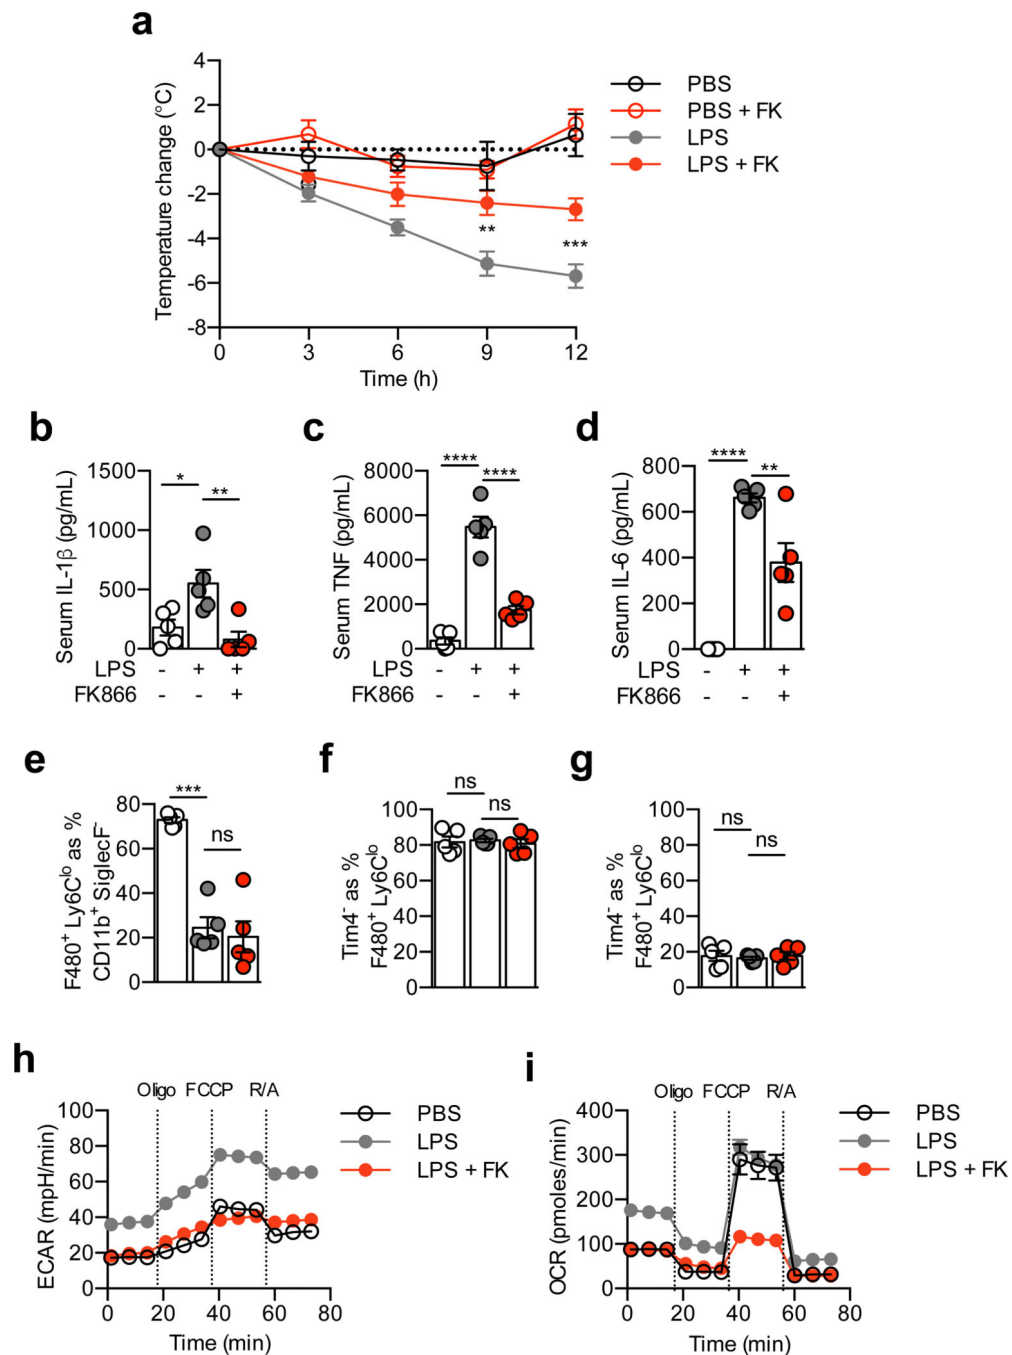 a
Temperature change (°C)
4
2
0
-2
-4
-6
-8
**
***
0
3
6
9
12
Time (h)
PBS
PBS + FK
LPS
LPS + FK
b
Serum IL-1β (pg/mL)
1500
1000
500
0
*
**
LPS - + +
FK866 - - +
c
Serum TNF (pg/mL)
8000
6000
4000
2000
0
****
****
- + +
- - +
d
Serum IL-6 (pg/mL)
800
600
400
200
0
****
**
LPS - + +
FK866 - - +
e
F480⁺ Ly6Cˡᵒ as %
CD11b⁺ SiglecF⁻
80
60
40
20
0
***
ns
f
Tim4⁻ as %
F480⁺ Ly6Cˡᵒ
100
80
60
40
20
0
ns
ns
g
Tim4⁻ as %
F480⁺ Ly6Cˡᵒ
100
80
60
40
20
0
ns
ns
h
Oligo FCCP R/A
ECAR (mpH/min)
100
80
60
40
20
0
0 20 40 60 80
Time (min)
PBS
LPS
LPS + FK
i
Oligo FCCP R/A
OCR (pmoles/min)
400
300
200
100
0
0 20 40 60 80
Time (min)
PBS
LPS
LPS + FK